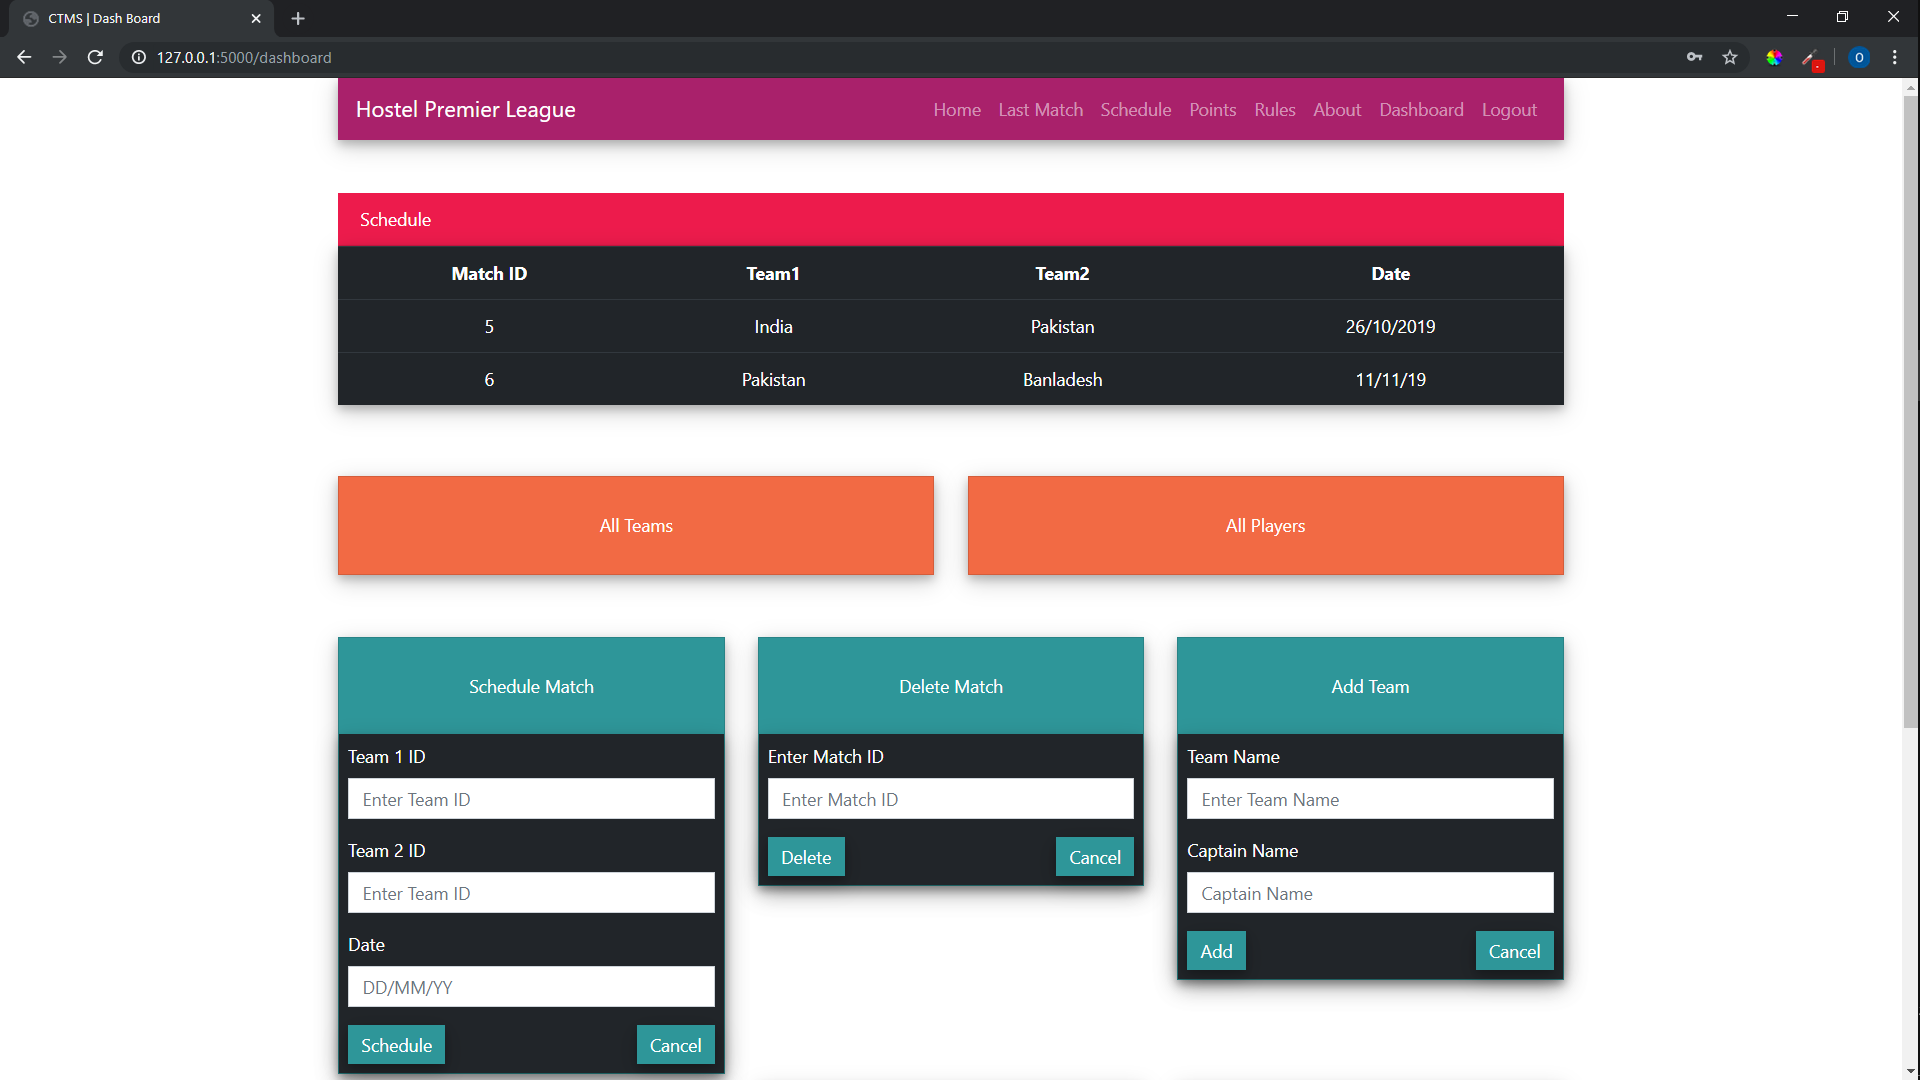 CTMS | Dash Board
127.0.0.1:5000/dashboard
O
Hostel Premier League
Home Last Match Schedule Points Rules About Dashboard Logout
Schedule
Match ID Team1 Team2 Date
5 India Pakistan 26/10/2019
6 Pakistan Banladesh 11/11/19
All Teams All Players
Schedule Match
Team 1 ID
Enter Team ID
Team 2 ID
Enter Team ID
Date
DD/MM/YY
Schedule Cancel
Delete Match
Enter Match ID
Enter Match ID
Delete Cancel
Add Team
Team Name
Enter Team Name
Captain Name
Captain Name
Add Cancel